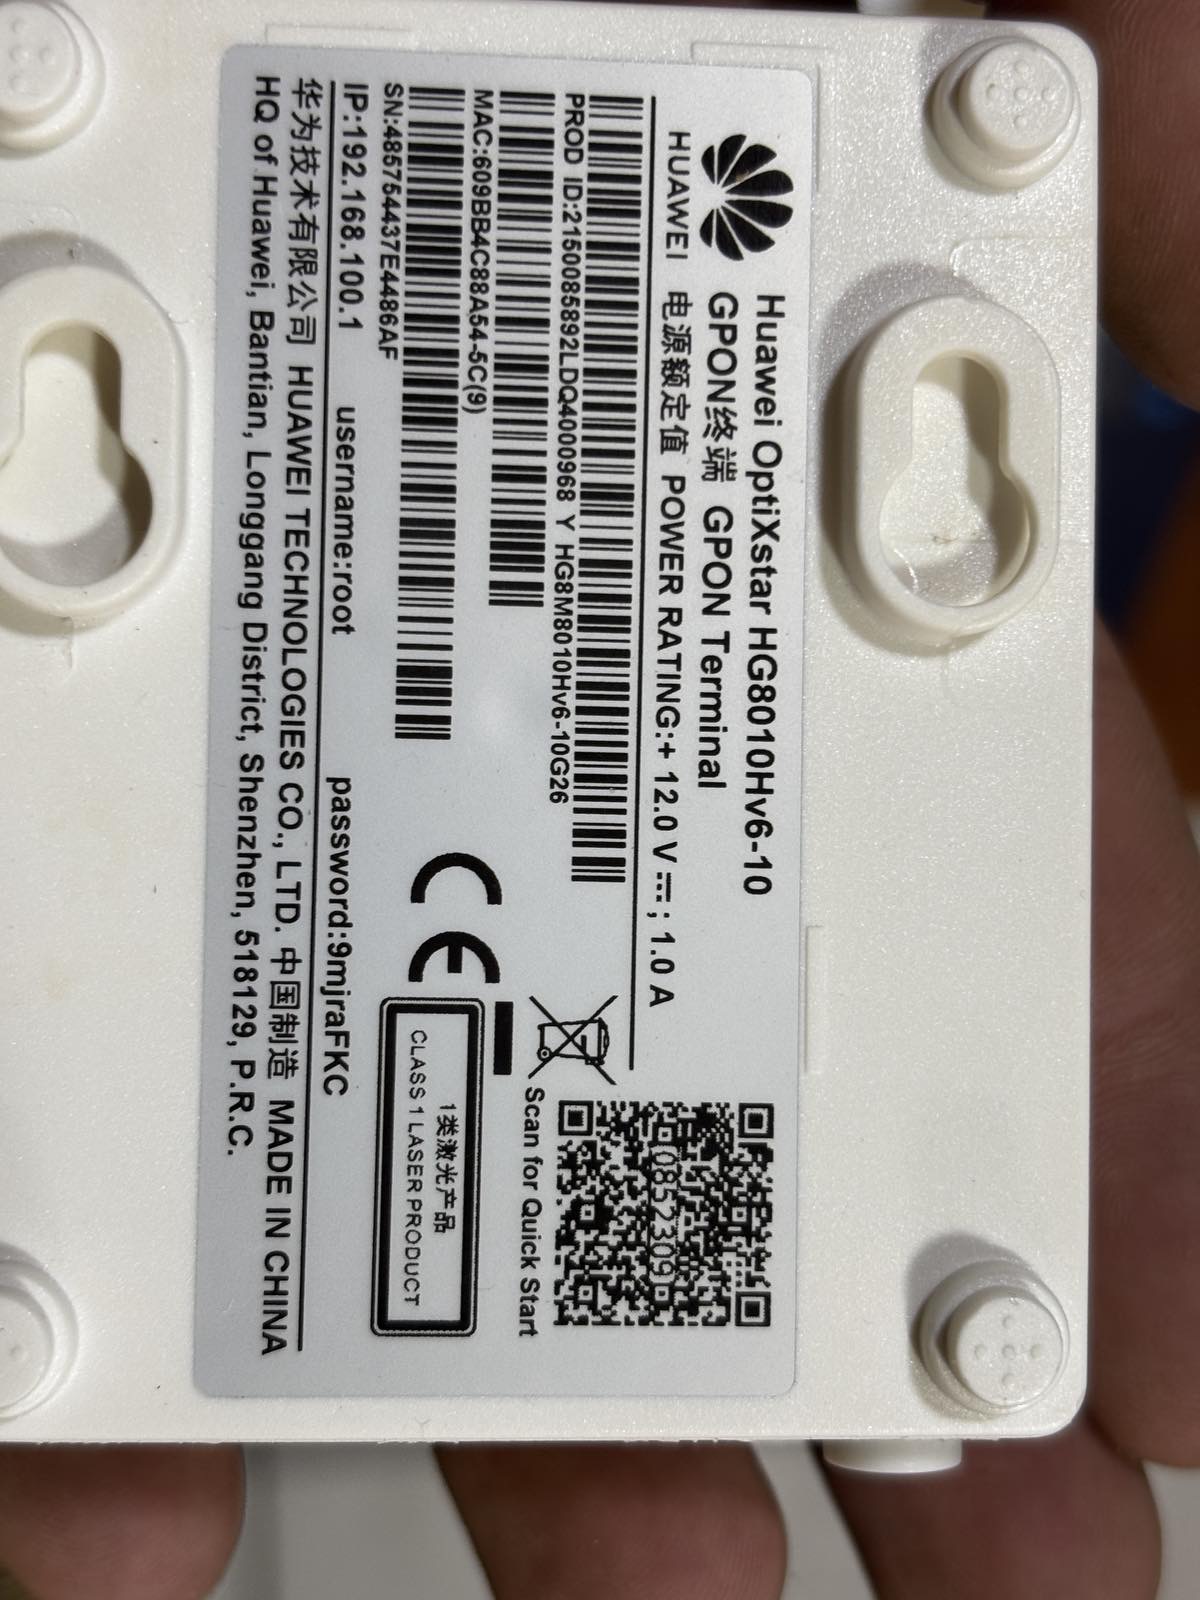 HUAWEI
Huawei OptiXstar HG8010Hv6-10
GPON终端 GPON Terminal
电源额定值 POWER RATING:+ 12.0 V ⎓; 1.0 A
PROD ID:2150085892LDQ4000968 Y HG8M8010Hv6-10G26
MAC:609BB4C88A54-5C(9)
SN:485754437E4486AF
IP:192.168.100.1 username:root password:9mjraFKC
华为技术有限公司 HUAWEI TECHNOLOGIES CO., LTD. 中国制造 MADE IN CHINA
HQ of Huawei, Bantian, Longgang District, Shenzhen, 518129, P.R.C.
CE
0852309
Scan for Quick Start
1类激光产品
CLASS 1 LASER PRODUCT